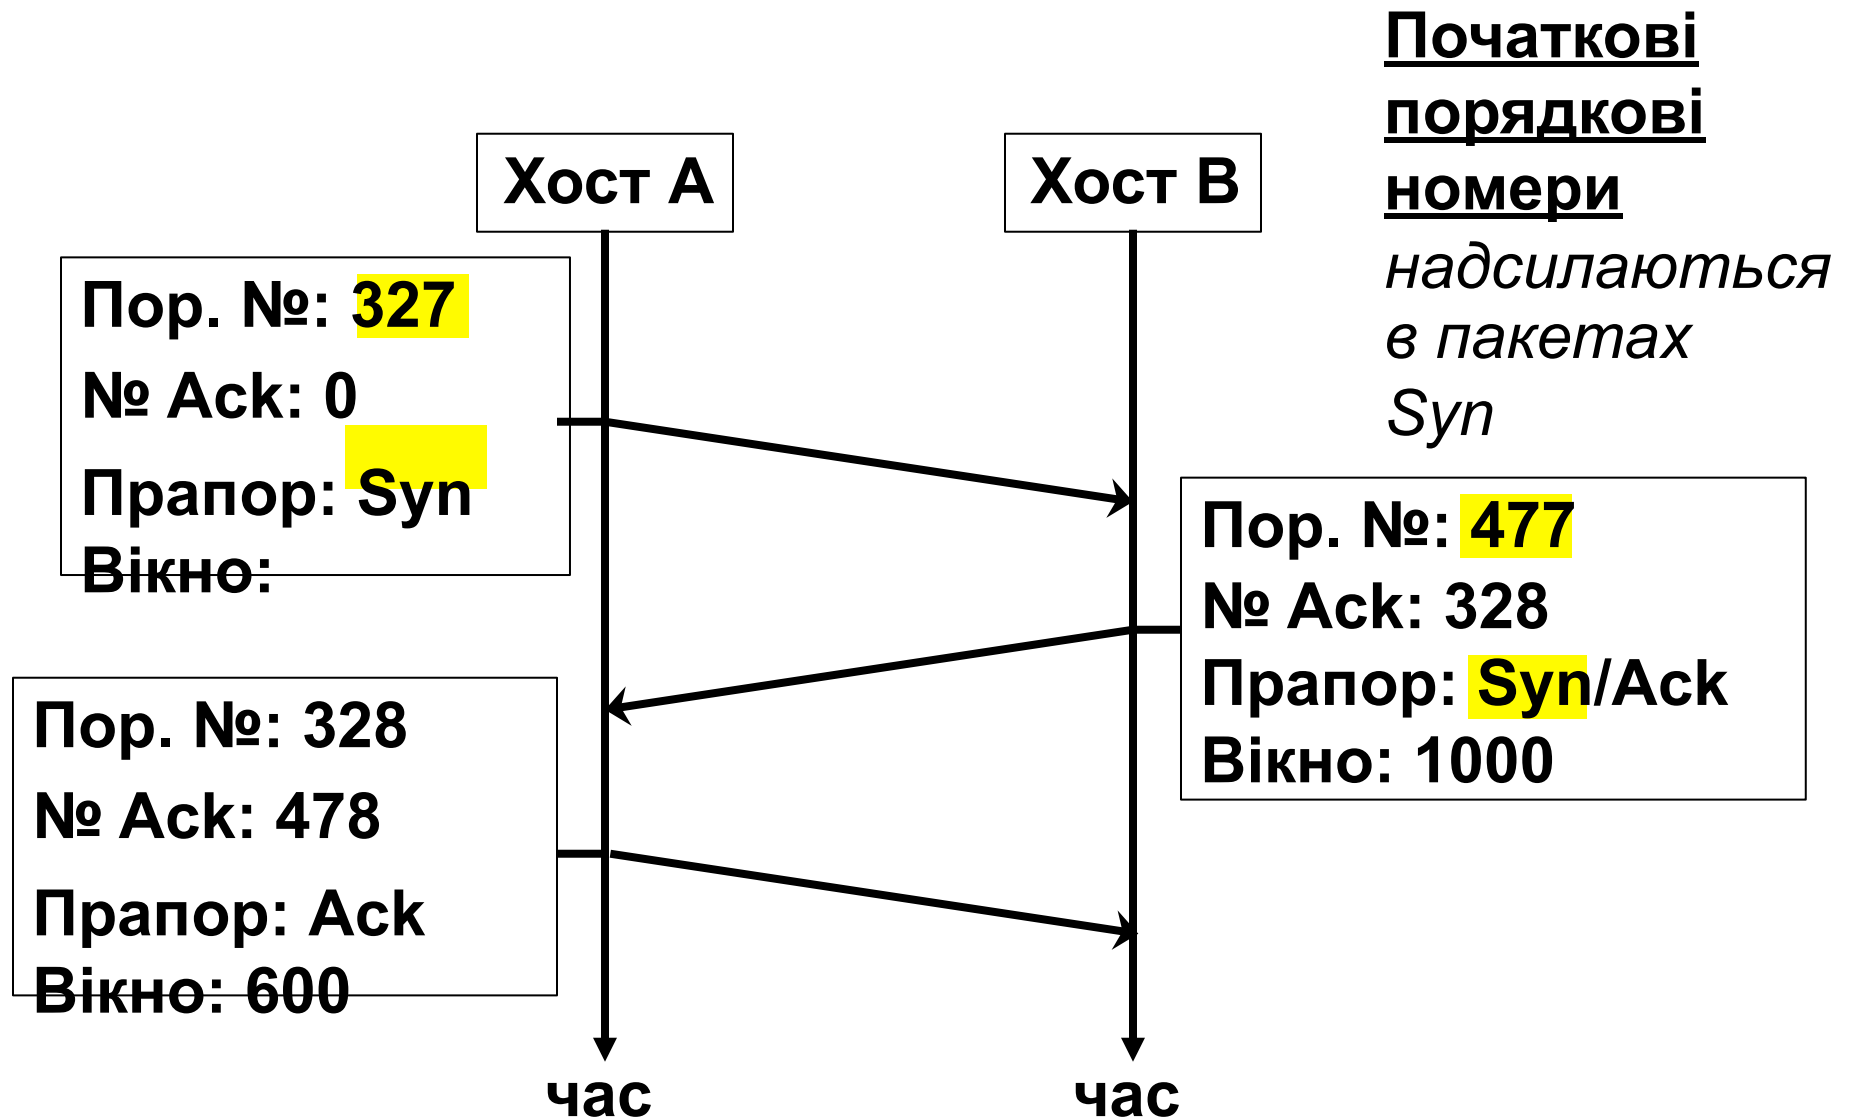 Початкові
порядкові
номери
надсилаються
в пакетах
Syn
Хост A
Хост B
Пор. №: 327
№ Ack: 0
Прапор: Syn
Вікно:
Пор. №: 477
№ Ack: 328
Прапор: Syn/Ack
Вікно: 1000
Пор. №: 328
№ Ack: 478
Прапор: Ack
Вікно: 600
час
час